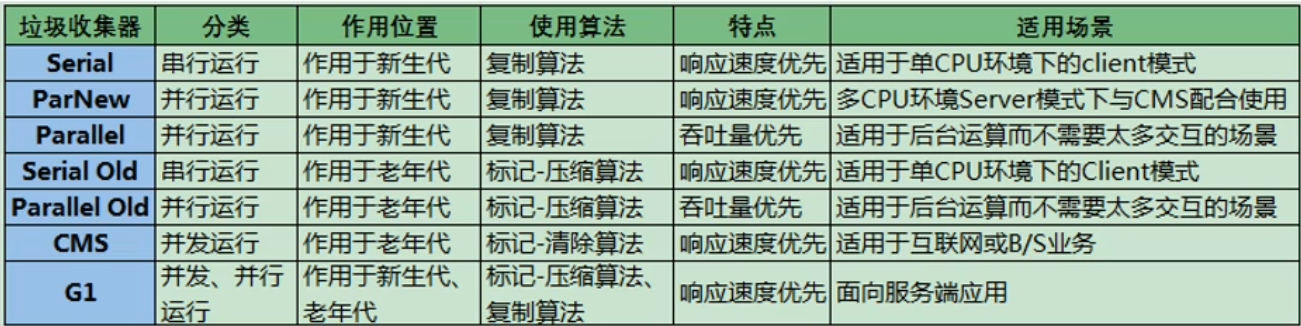 垃圾收集器 分类 作用位置 使用算法 特点 适用场景
Serial 串行运行 作用于新生代 复制算法 响应速度优先 适用于单CPU环境下的client模式
ParNew 并行运行 作用于新生代 复制算法 响应速度优先 多CPU环境Server模式下与CMS配合使用
Parallel 并行运行 作用于新生代 复制算法 吞吐量优先 适用于后台运算而不需要太多交互的场景
Serial Old 串行运行 作用于老年代 标记-压缩算法 响应速度优先 适用于单CPU环境下的Client模式
Parallel Old 并行运行 作用于老年代 标记-压缩算法 吞吐量优先 适用于后台运算而不需要太多交互的场景
CMS 并发运行 作用于老年代 标记-清除算法 响应速度优先 适用于互联网或B/S业务
G1 并发、并行 作用于新生代、 标记-压缩算法、 响应速度优先 面向服务端应用
运行 老年代 复制算法